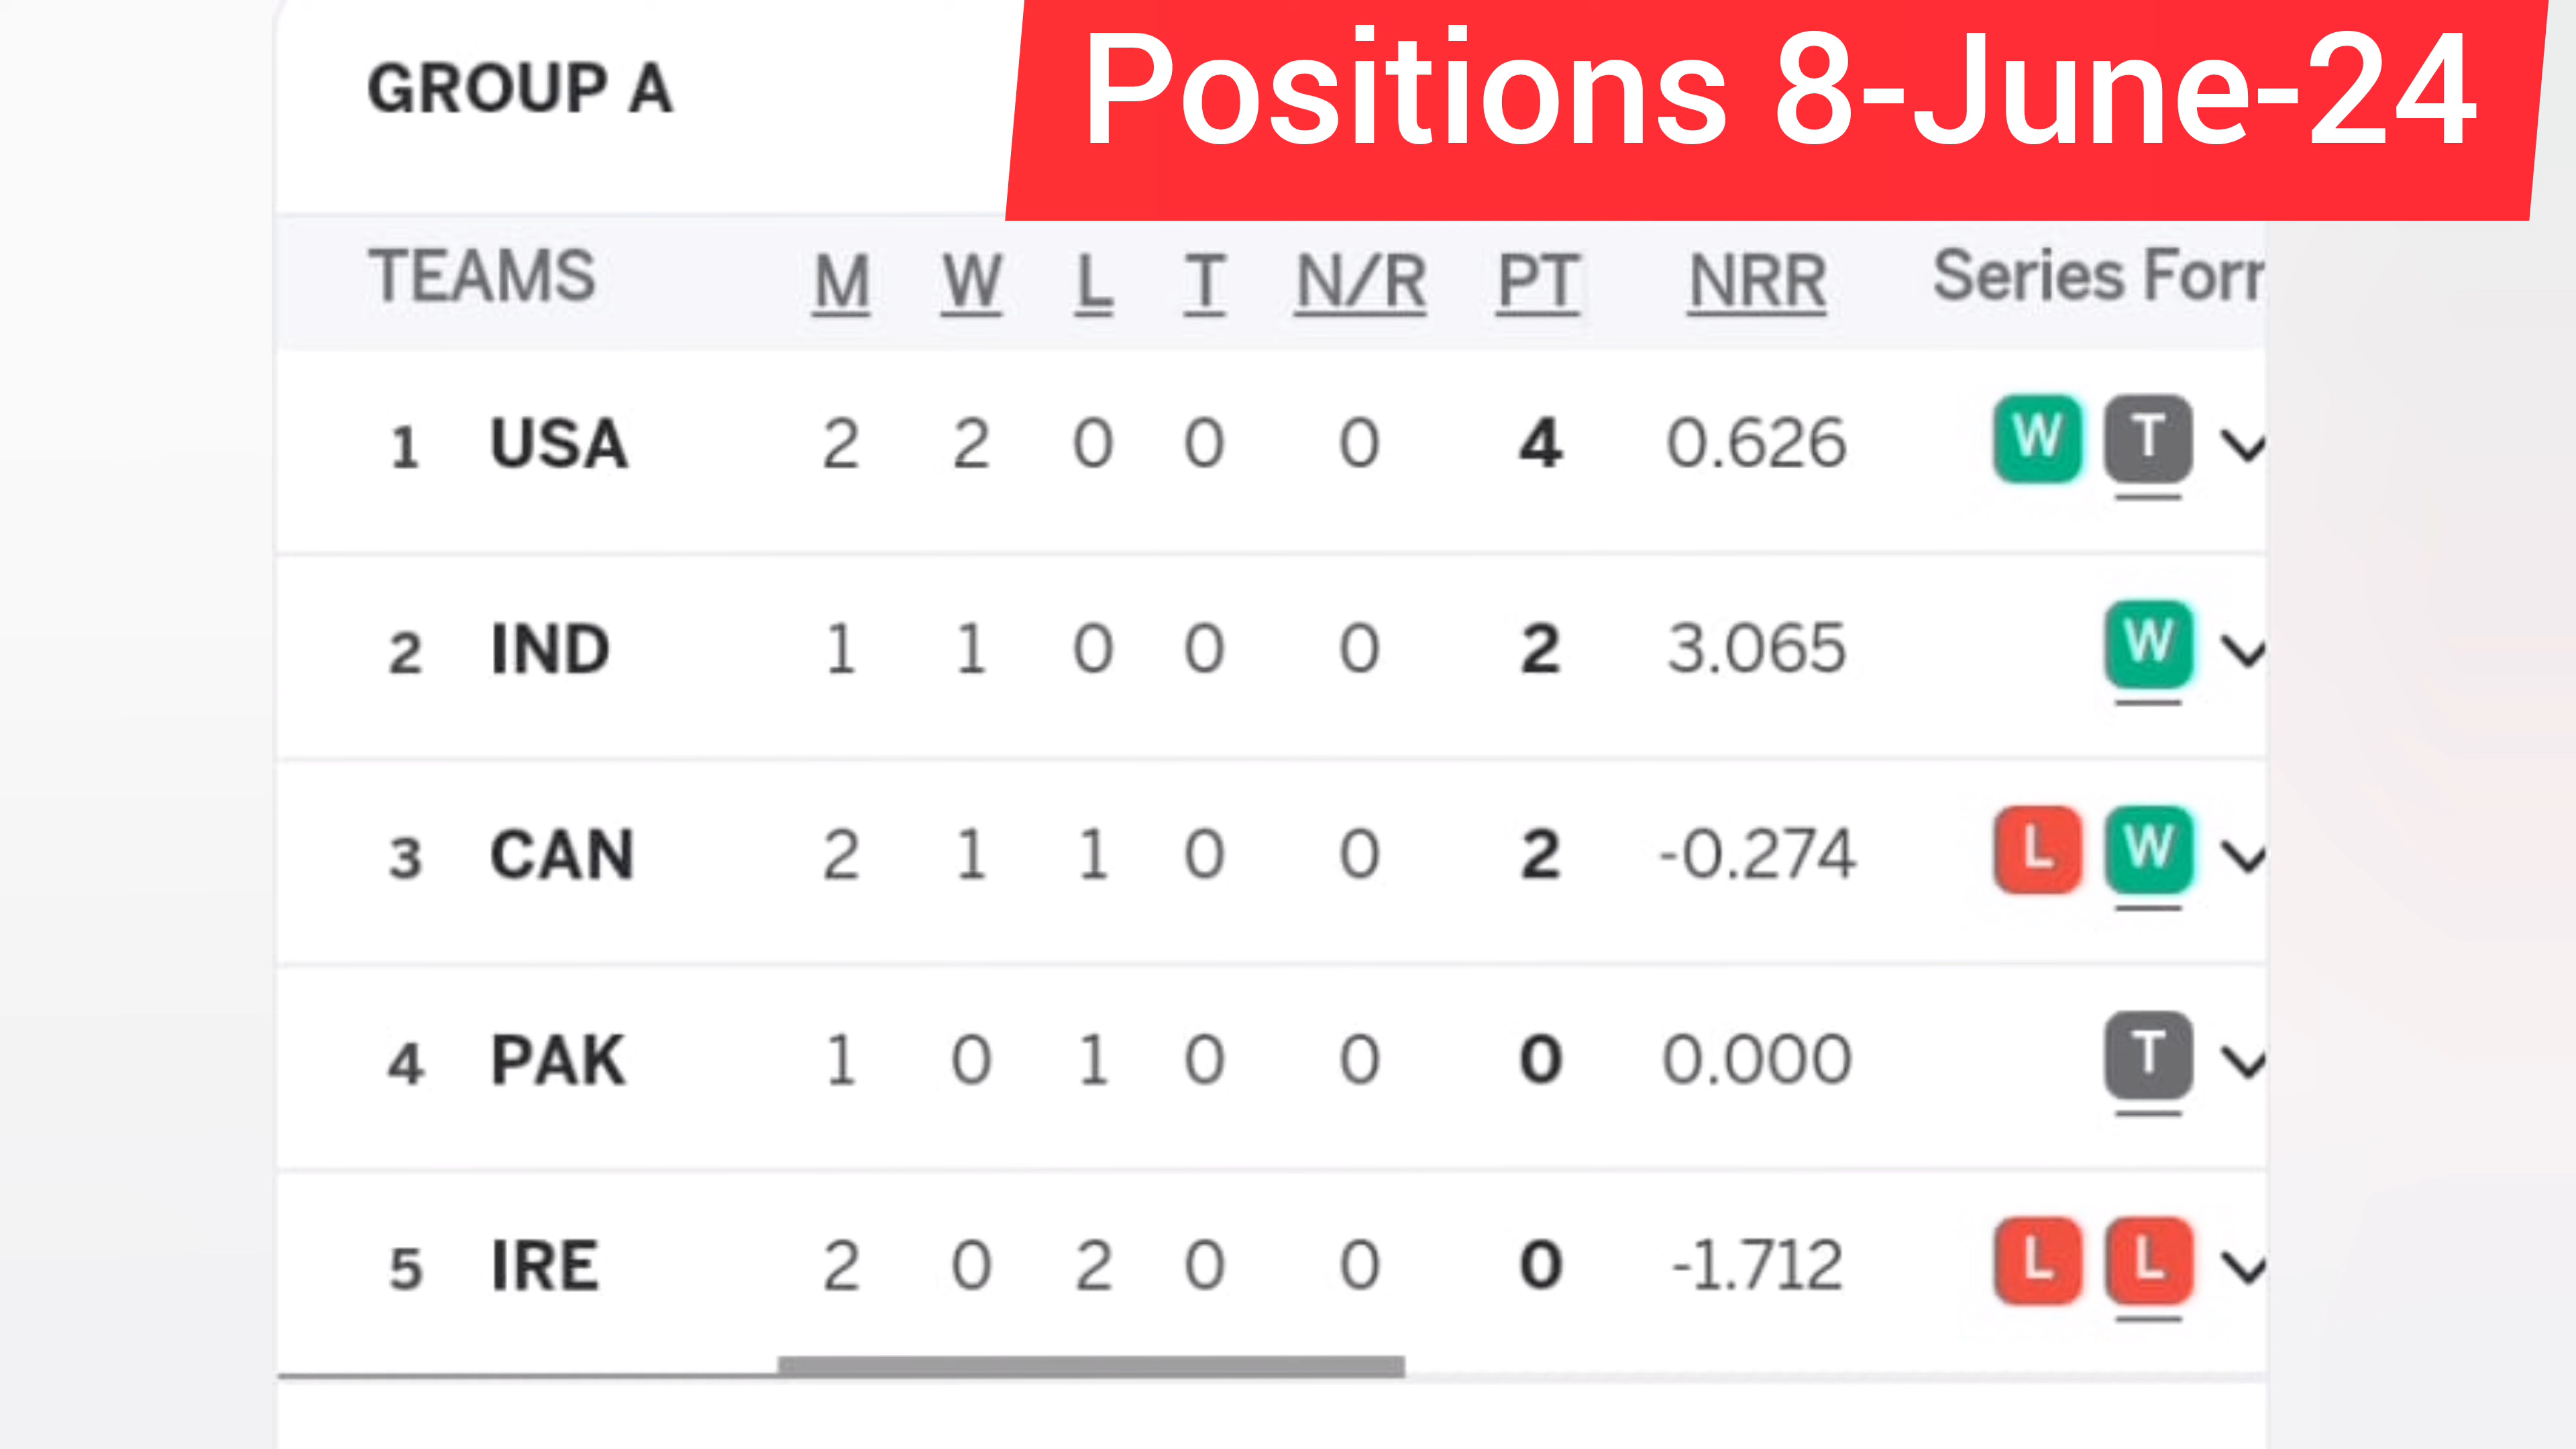 Positions 8-June-24
GROUP A
TEAMS M W L T N/R PT NRR Series For
1 USA 2 2 0 0 0 4 0.626 W T
2 IND 1 1 0 0 0 2 3.065 W
3 CAN 2 1 1 0 0 2 -0.274 L W
4 PAK 1 0 1 0 0 0 0.000 T
5 IRE 2 0 2 0 0 0 -1.712 L L